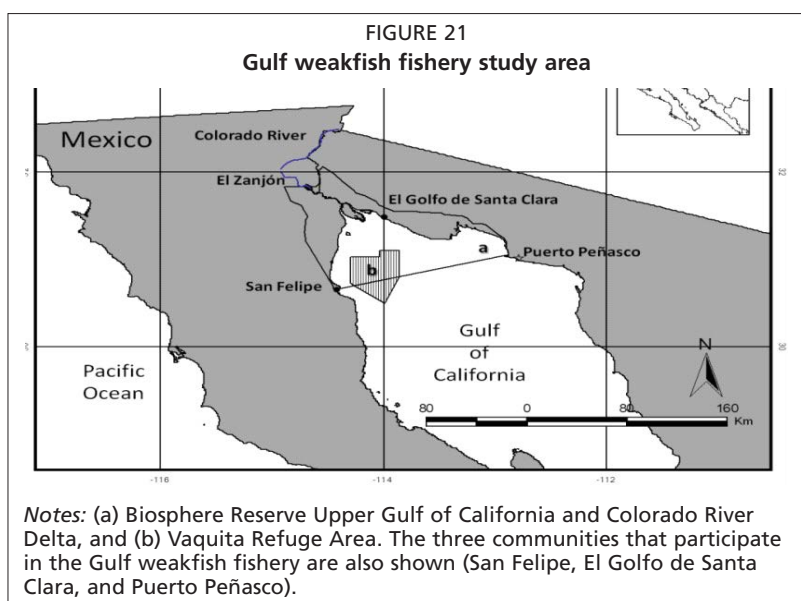 FIGURE 21
Gulf weakfish fishery study area
Mexico
Colorado River
El Zanjón
El Golfo de Santa Clara
a
Puerto Peñasco
b
San Felipe
Gulf
of
California
Pacific
Ocean
N
80 0 80 160
Km
32
32
30
-116 -114 -112
Notes: (a) Biosphere Reserve Upper Gulf of California and Colorado River
Delta, and (b) Vaquita Refuge Area. The three communities that participate
in the Gulf weakfish fishery are also shown (San Felipe, El Golfo de Santa
Clara, and Puerto Peñasco).